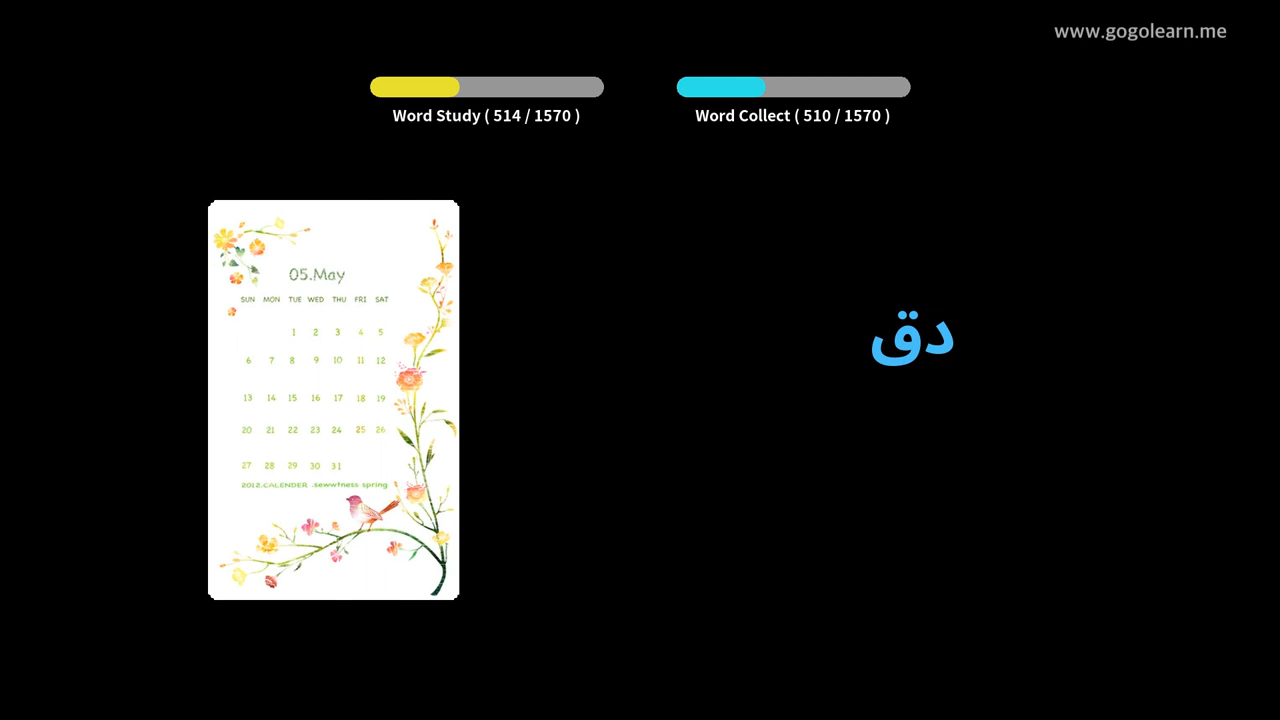 www.gogolearn.me
Word Study ( 514 / 1570 )
Word Collect ( 510 / 1570 )
05.May
SUN MON TUE WED THU FRI SAT
1 2 3 4 5
6 7 8 9 10 11 12
13 14 15 16 17 18 19
20 21 22 23 24 25 26
27 28 29 30 31
2012.CALENDER .sewwtness spring
دق